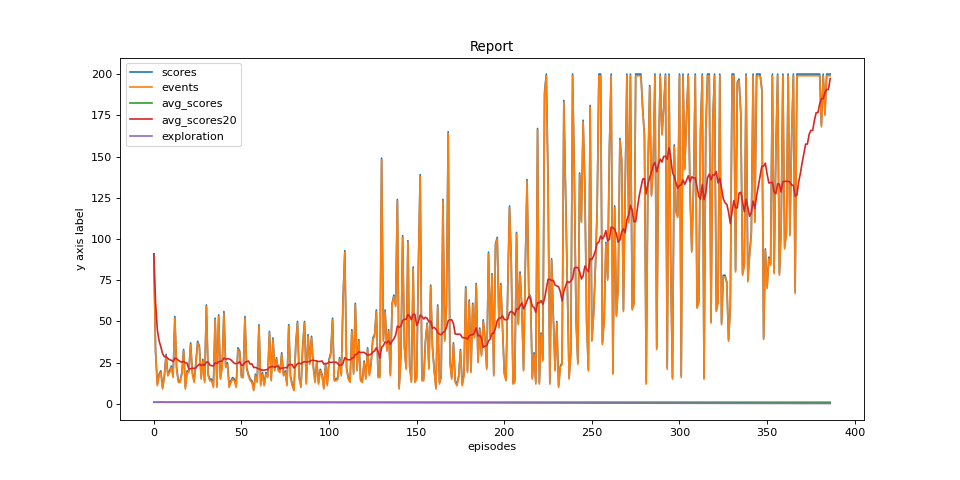 Report
200
175
150
125
100
75
50
25
0
y axis label
scores
events
avg_scores
avg_scores20
exploration
0 50 100 150 200 250 300 350 400
episodes